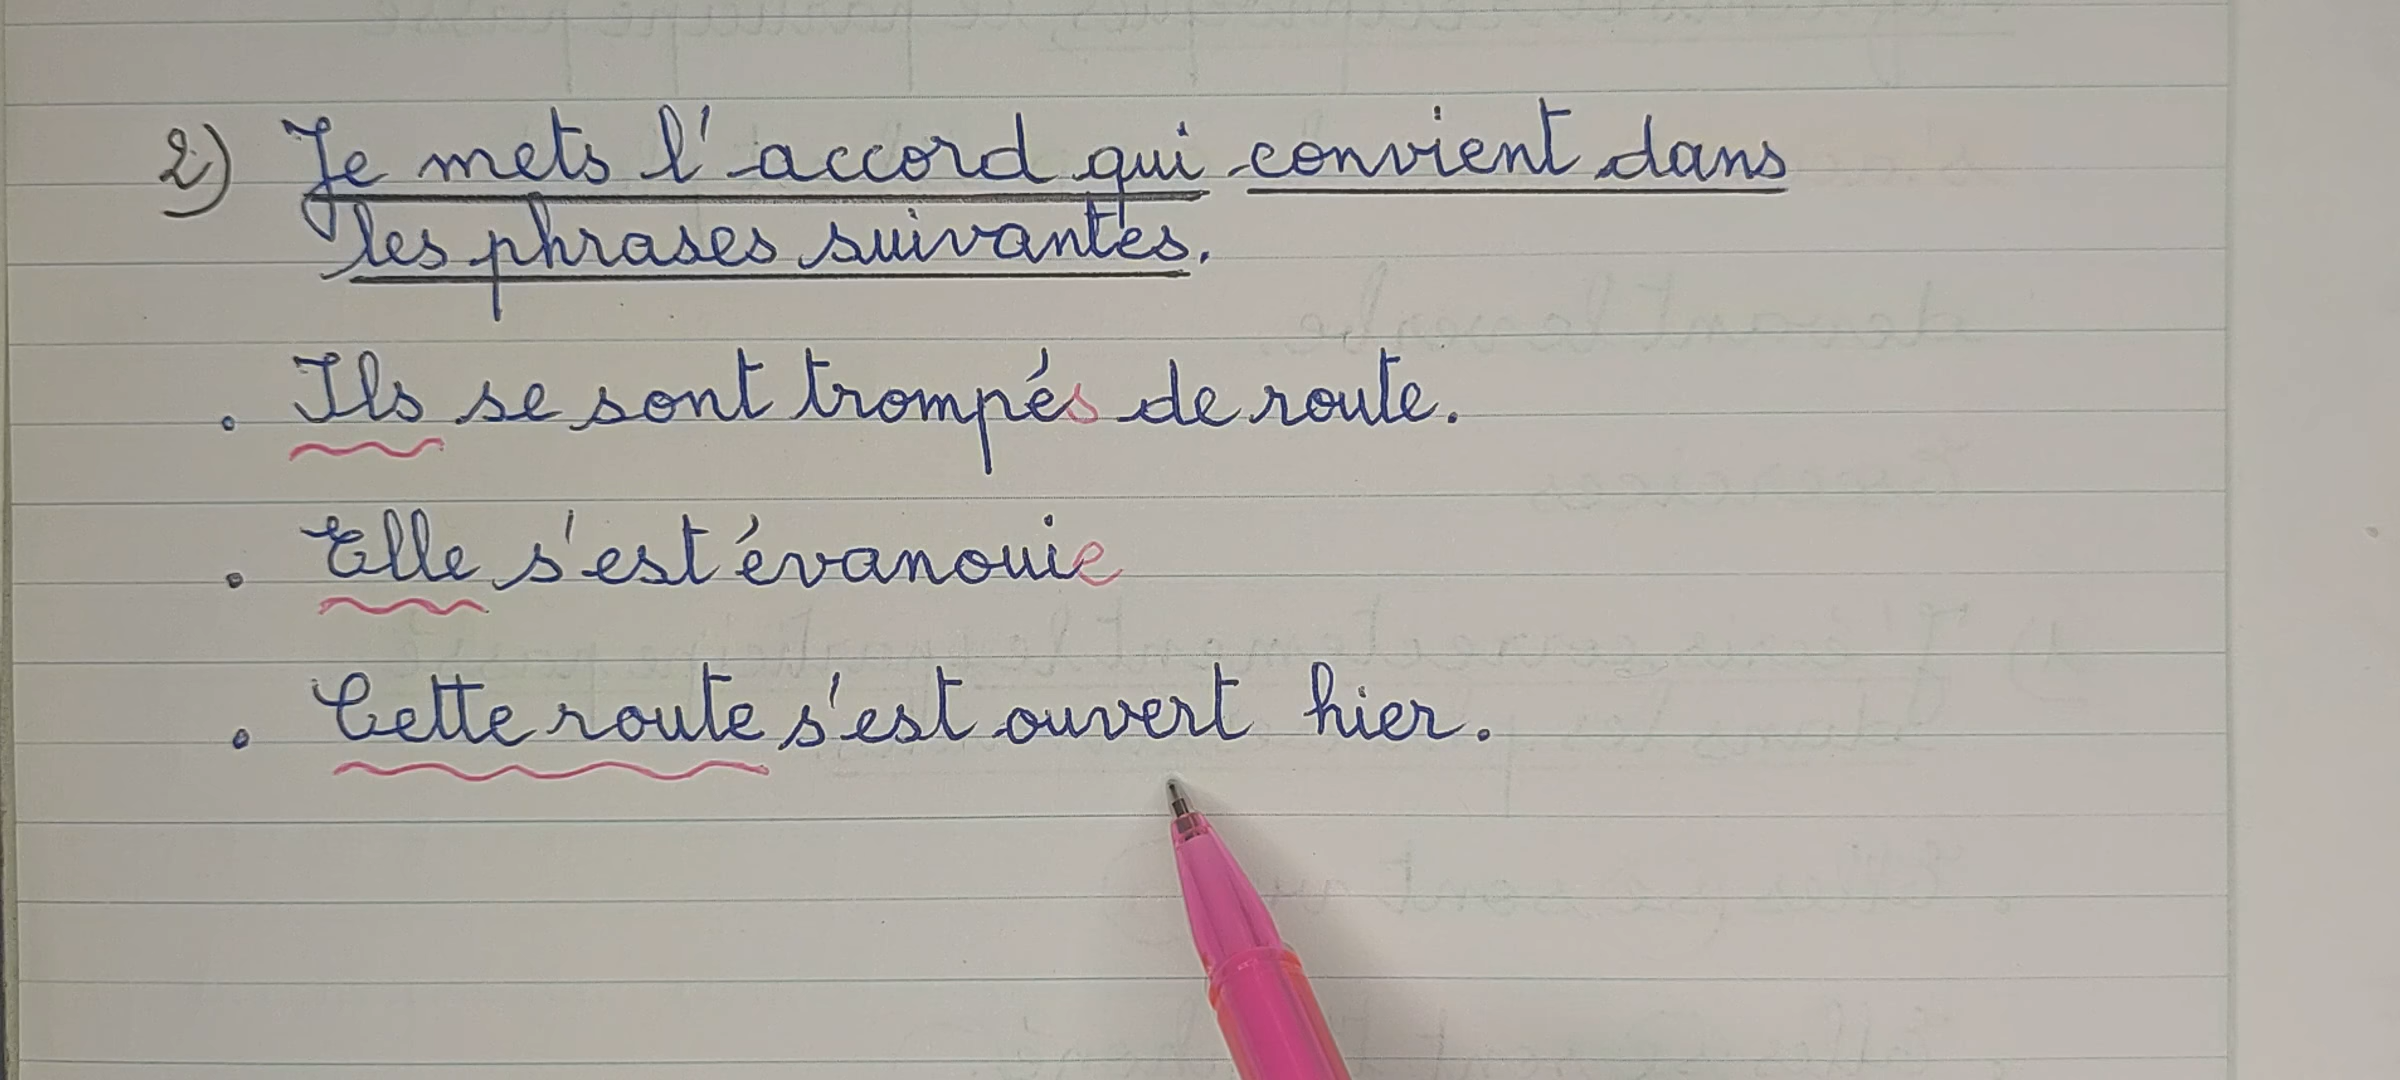 2) Je mets l'accord qui convient dans
les phrases suivantes.
. Ils se sont trompés de route.
. Elle s'est évanouie
. Cette route s'est ouvert hier.